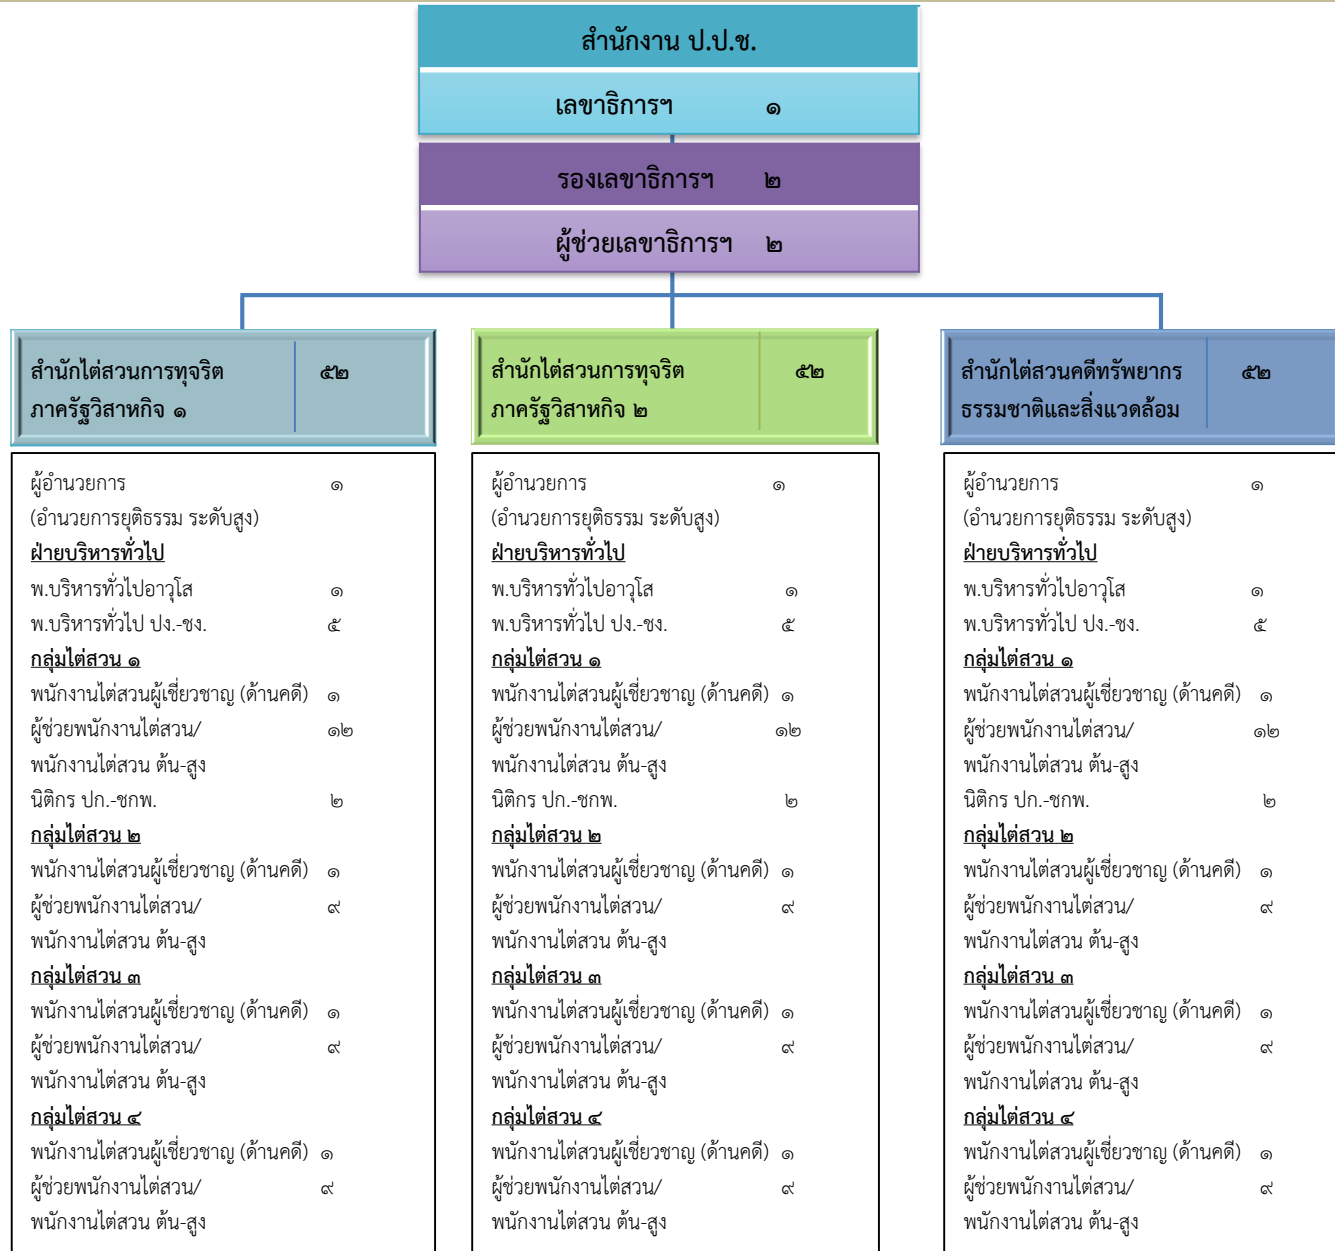 สำนักงาน ป.ป.ช.
เลขาธิการฯ ๑
รองเลขาธิการฯ ๒
ผู้ช่วยเลขาธิการฯ ๒
สำนักไต่สวนการทุจริต ๕๒
ภาครัฐวิสาหกิจ ๑
ผู้อำนวยการ ๑
(อำนวยการยุติธรรม ระดับสูง)
ฝ่ายบริหารทั่วไป
พ.บริหารทั่วไปอาวุโส ๑
พ.บริหารทั่วไป ปง.-ชง. ๕
กลุ่มไต่สวน ๑
พนักงานไต่สวนผู้เชี่ยวชาญ (ด้านคดี) ๑
ผู้ช่วยพนักงานไต่สวน/ ๑๒
พนักงานไต่สวน ต้น-สูง
นิติกร ปก.-ชกพ. ๒
กลุ่มไต่สวน ๒
พนักงานไต่สวนผู้เชี่ยวชาญ (ด้านคดี) ๑
ผู้ช่วยพนักงานไต่สวน/ ๙
พนักงานไต่สวน ต้น-สูง
กลุ่มไต่สวน ๓
พนักงานไต่สวนผู้เชี่ยวชาญ (ด้านคดี) ๑
ผู้ช่วยพนักงานไต่สวน/ ๙
พนักงานไต่สวน ต้น-สูง
กลุ่มไต่สวน ๔
พนักงานไต่สวนผู้เชี่ยวชาญ (ด้านคดี) ๑
ผู้ช่วยพนักงานไต่สวน/ ๙
พนักงานไต่สวน ต้น-สูง
สำนักไต่สวนการทุจริต ๕๒
ภาครัฐวิสาหกิจ ๒
ผู้อำนวยการ ๑
(อำนวยการยุติธรรม ระดับสูง)
ฝ่ายบริหารทั่วไป
พ.บริหารทั่วไปอาวุโส ๑
พ.บริหารทั่วไป ปง.-ชง. ๕
กลุ่มไต่สวน ๑
พนักงานไต่สวนผู้เชี่ยวชาญ (ด้านคดี) ๑
ผู้ช่วยพนักงานไต่สวน/ ๑๒
พนักงานไต่สวน ต้น-สูง
นิติกร ปก.-ชกพ. ๒
กลุ่มไต่สวน ๒
พนักงานไต่สวนผู้เชี่ยวชาญ (ด้านคดี) ๑
ผู้ช่วยพนักงานไต่สวน/ ๙
พนักงานไต่สวน ต้น-สูง
กลุ่มไต่สวน ๓
พนักงานไต่สวนผู้เชี่ยวชาญ (ด้านคดี) ๑
ผู้ช่วยพนักงานไต่สวน/ ๙
พนักงานไต่สวน ต้น-สูง
กลุ่มไต่สวน ๔
พนักงานไต่สวนผู้เชี่ยวชาญ (ด้านคดี) ๑
ผู้ช่วยพนักงานไต่สวน/ ๙
พนักงานไต่สวน ต้น-สูง
สำนักไต่สวนคดีทรัพยากร ๕๒
ธรรมชาติและสิ่งแวดล้อม
ผู้อำนวยการ ๑
(อำนวยการยุติธรรม ระดับสูง)
ฝ่ายบริหารทั่วไป
พ.บริหารทั่วไปอาวุโส ๑
พ.บริหารทั่วไป ปง.-ชง. ๕
กลุ่มไต่สวน ๑
พนักงานไต่สวนผู้เชี่ยวชาญ (ด้านคดี) ๑
ผู้ช่วยพนักงานไต่สวน/ ๑๒
พนักงานไต่สวน ต้น-สูง
นิติกร ปก.-ชกพ. ๒
กลุ่มไต่สวน ๒
พนักงานไต่สวนผู้เชี่ยวชาญ (ด้านคดี) ๑
ผู้ช่วยพนักงานไต่สวน/ ๙
พนักงานไต่สวน ต้น-สูง
กลุ่มไต่สวน ๓
พนักงานไต่สวนผู้เชี่ยวชาญ (ด้านคดี) ๑
ผู้ช่วยพนักงานไต่สวน/ ๙
พนักงานไต่สวน ต้น-สูง
กลุ่มไต่สวน ๔
พนักงานไต่สวนผู้เชี่ยวชาญ (ด้านคดี) ๑
ผู้ช่วยพนักงานไต่สวน/ ๙
พนักงานไต่สวน ต้น-สูง